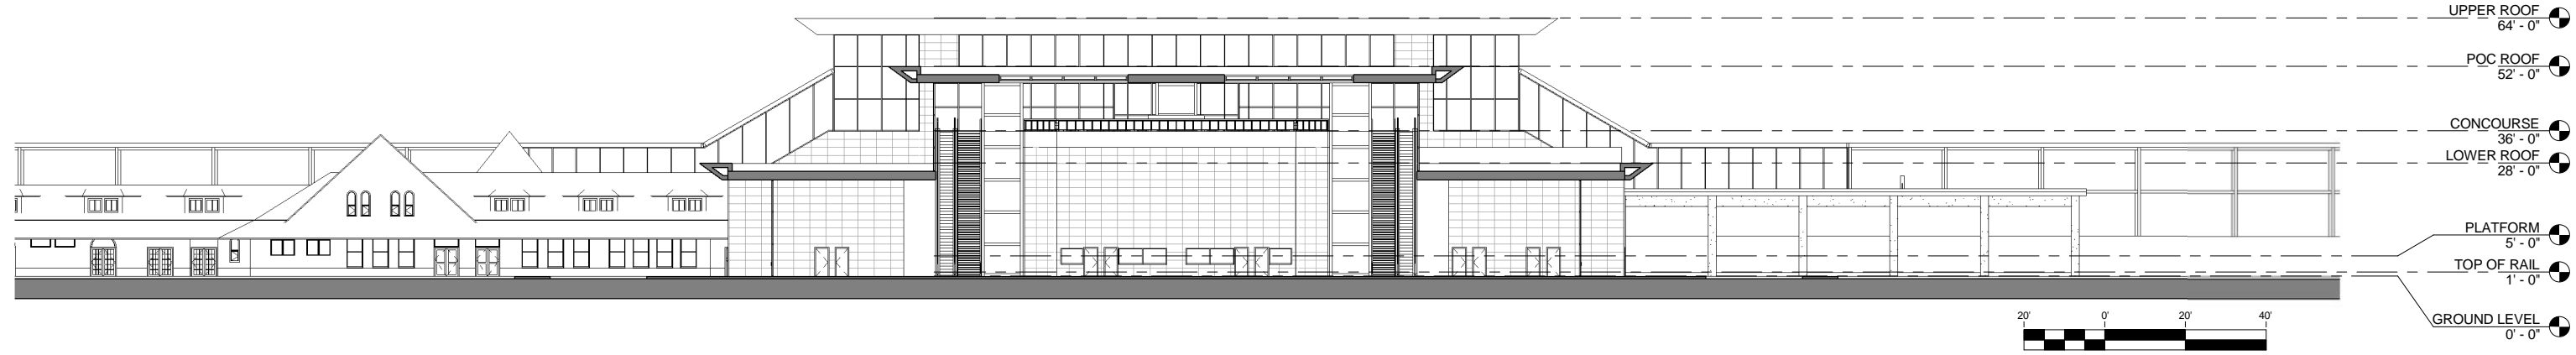 UPPER ROOF
64' - 0"
POC ROOF
52' - 0"
CONCOURSE
36' - 0"
LOWER ROOF
28' - 0"
PLATFORM
5' - 0"
TOP OF RAIL
1' - 0"
GROUND LEVEL
0' - 0"
20' 0' 20' 40'